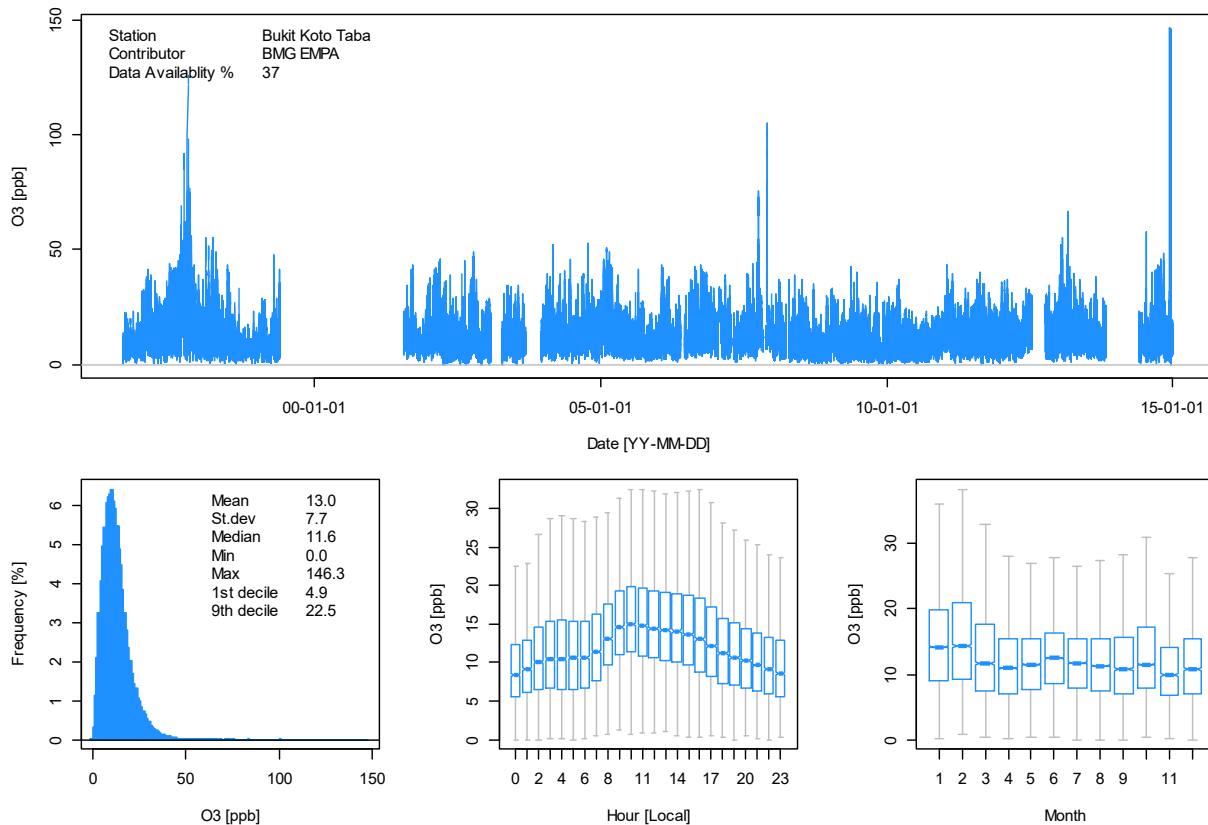 Station Bukit Koto Taba
Contributor BMG EMPA
Data Availablity % 37
O3 [ppb]
150
100
50
0
00-01-01 05-01-01 10-01-01 15-01-01
Date [YY-MM-DD]
Frequency [%]
6
5
4
3
2
1
0
Mean 13.0
St.dev 7.7
Median 11.6
Min 0.0
Max 146.3
1st decile 4.9
9th decile 22.5
0 50 100 150
O3 [ppb]
O3 [ppb]
30
25
20
15
10
5
0
0 2 4 6 8 11 14 17 20 23
Hour [Local]
O3 [ppb]
30
20
10
0
1 2 3 4 5 6 7 8 9 11
Month